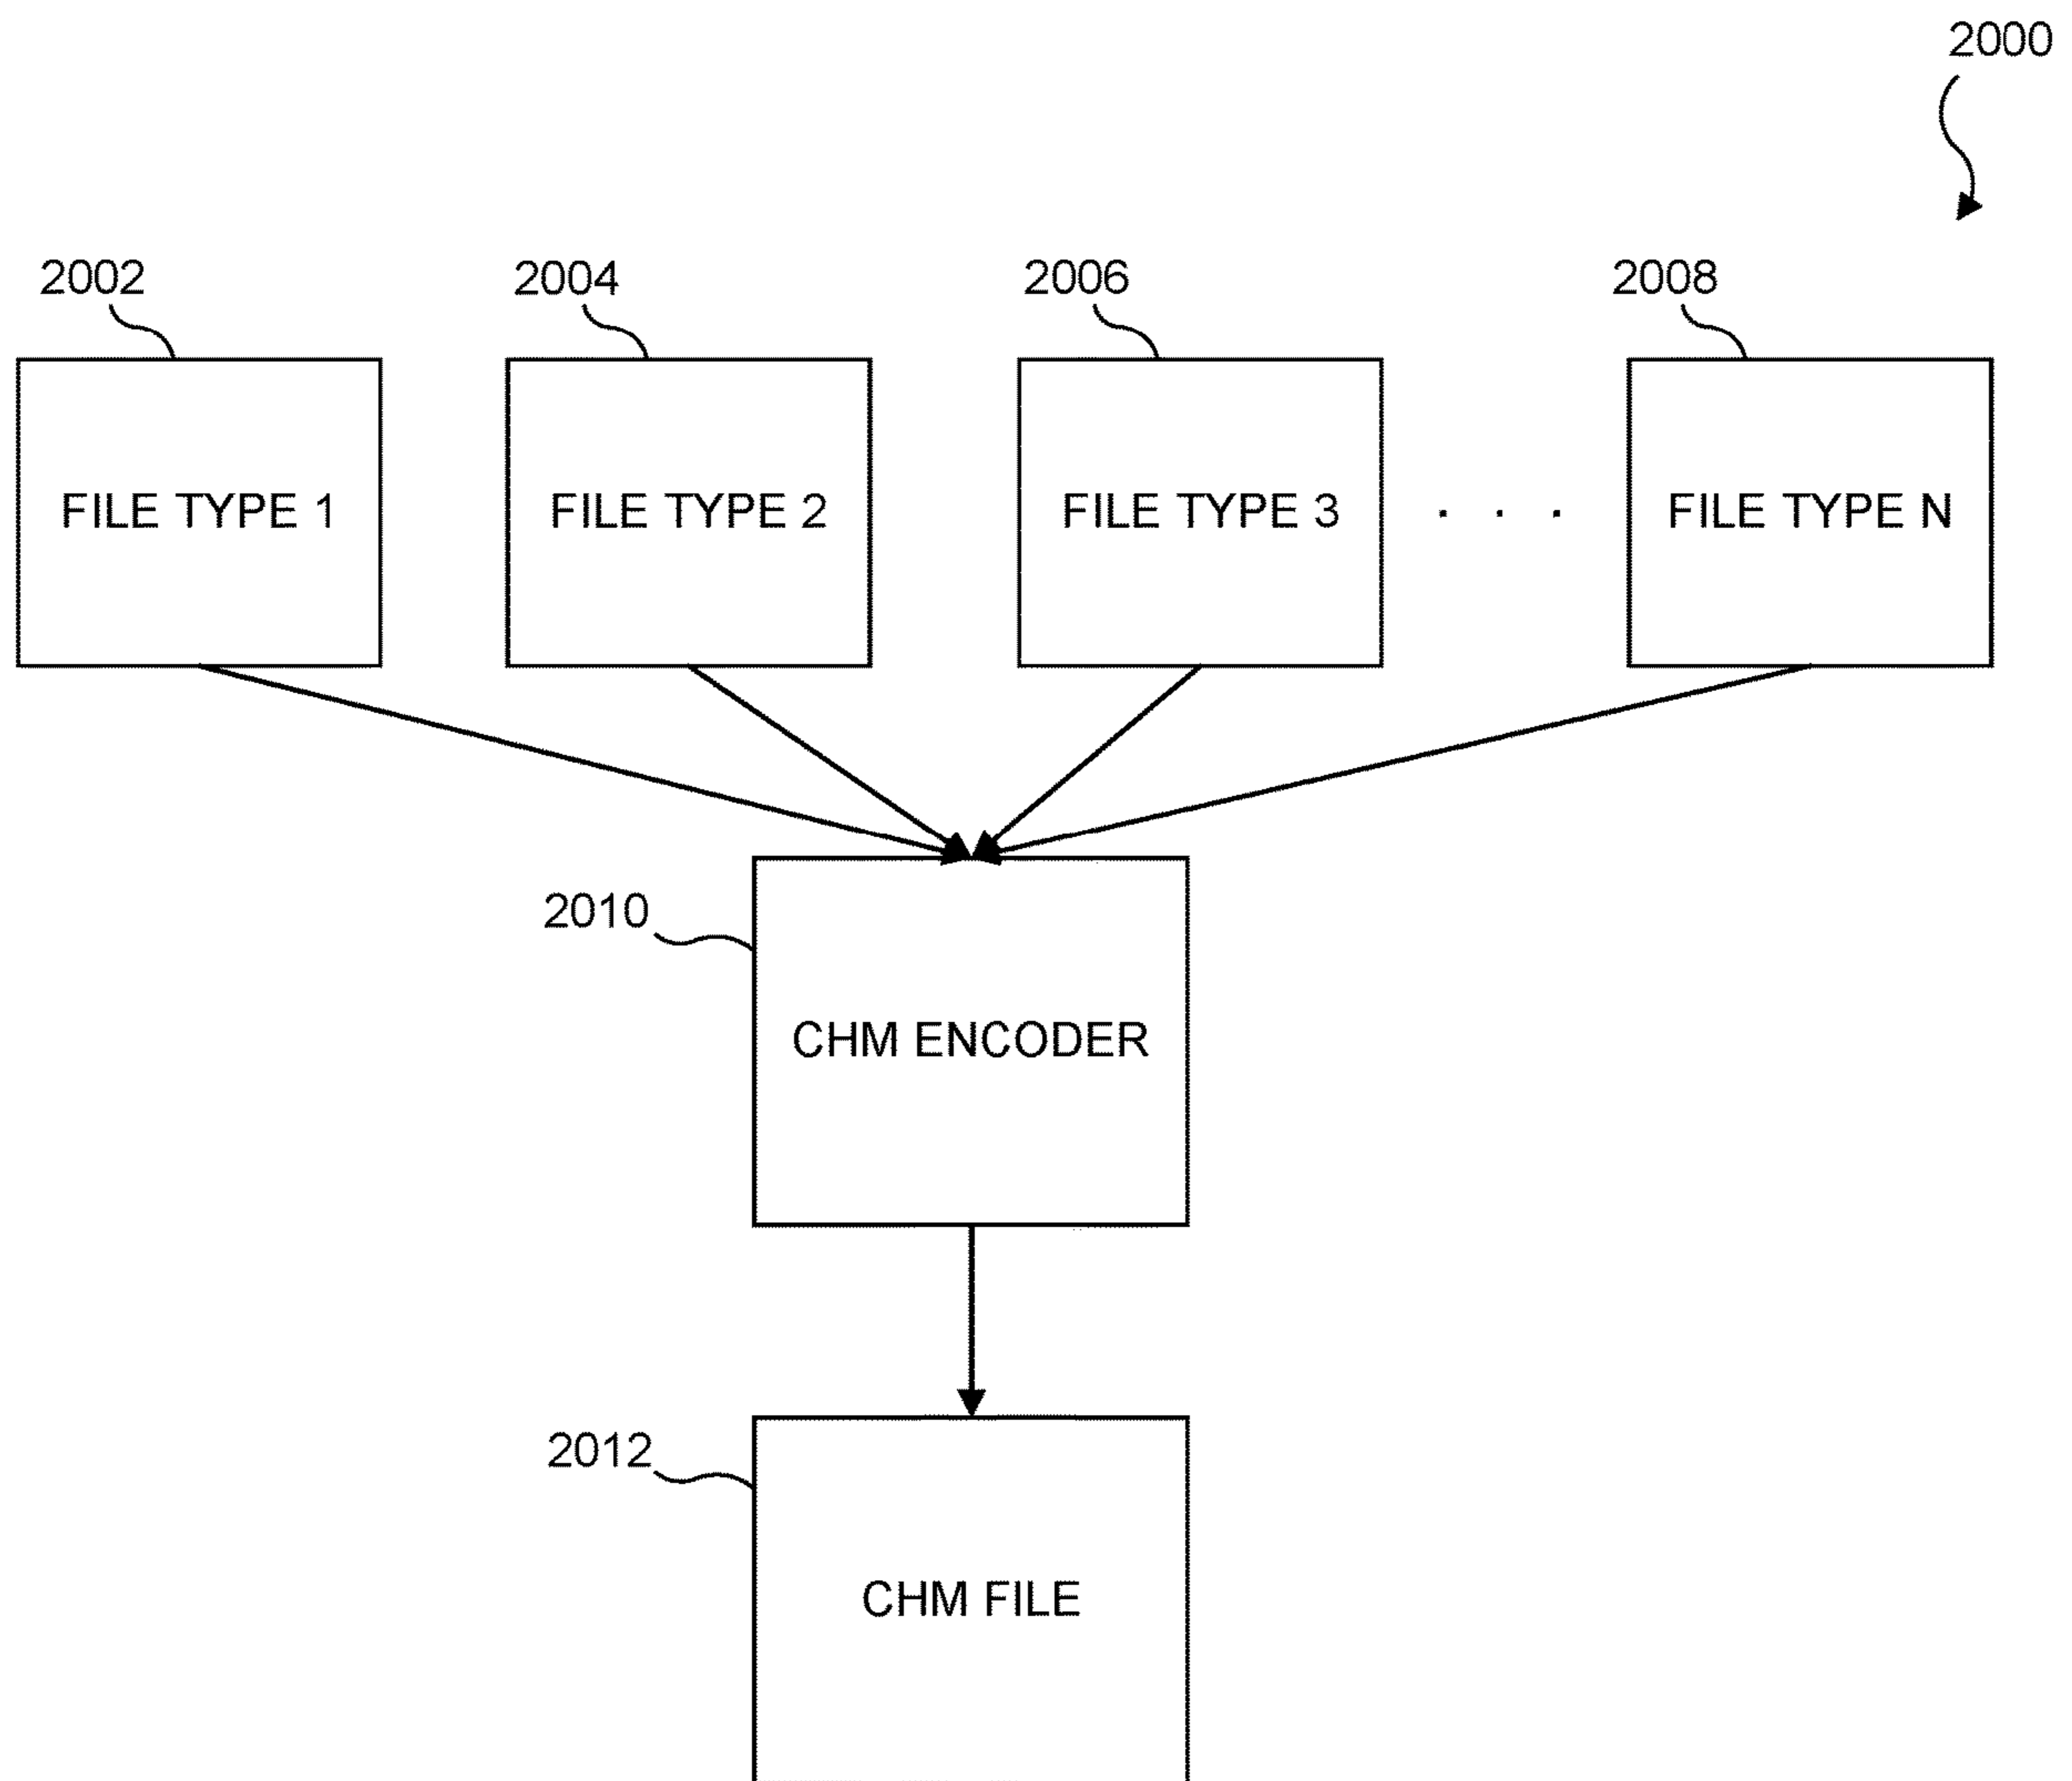 2000
2002
2004
2006
2008
FILE TYPE 1
FILE TYPE 2
FILE TYPE 3
. . .
FILE TYPE N
2010
CHM ENCODER
2012
CHM FILE